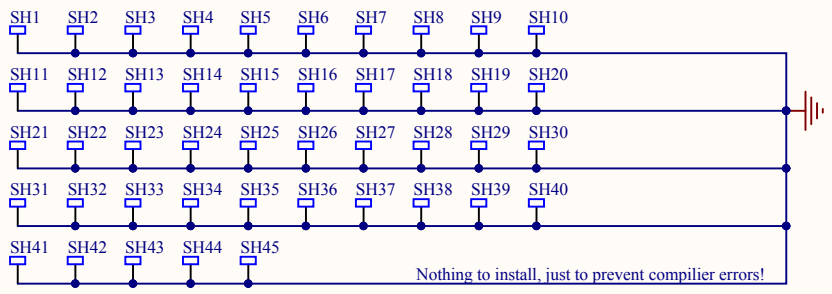 SH1 SH2 SH3 SH4 SH5 SH6 SH7 SH8 SH9 SH10
SH11 SH12 SH13 SH14 SH15 SH16 SH17 SH18 SH19 SH20
SH21 SH22 SH23 SH24 SH25 SH26 SH27 SH28 SH29 SH30
SH31 SH32 SH33 SH34 SH35 SH36 SH37 SH38 SH39 SH40
SH41 SH42 SH43 SH44 SH45
Nothing to install, just to prevent compilier errors!